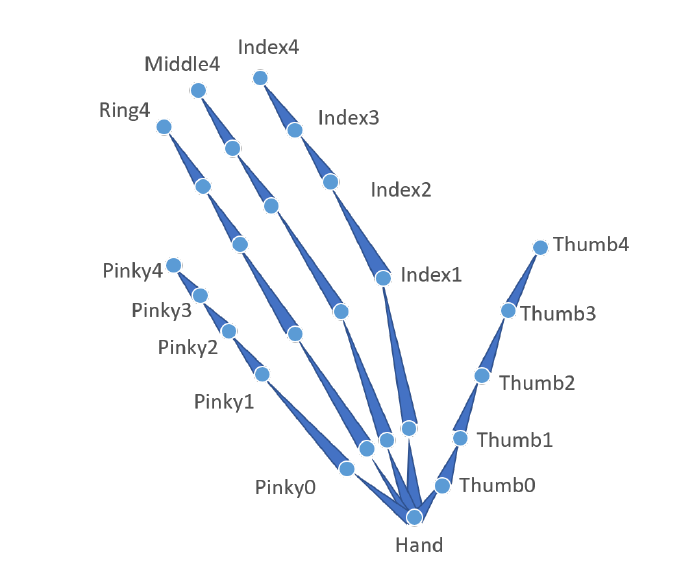 Index4
Middle4
Ring4
Index3
Index2
Thumb4
Pinky4
Index1
Pinky3
Thumb3
Pinky2
Thumb2
Pinky1
Thumb1
Pinky0
Thumb0
Hand